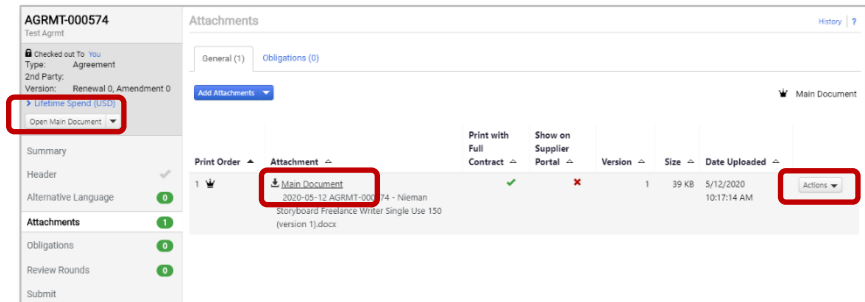 AGRMT-000574
Test Agrmt
Checked out To You
Type: Agreement
2nd Party:
Version: Renewal 0, Amendment 0
> Lifetime Spend (USD)
Open Main Document
Summary
Header
Alternative Language 0
Attachments 1
Obligations 0
Review Rounds 0
Submit
Attachments
History ?
General (1) Obligations (0)
Add Attachments
Main Document
Print Order Attachment Print with Full Contract Show on Supplier Portal Version Size Date Uploaded
1 Main Document 1 39 KB 5/12/2020 10:17:14 AM Actions
2020-05-12 AGRMT-000574 - Nieman
Storyboard Freelance Writer Single Use 150
(version 1).docx